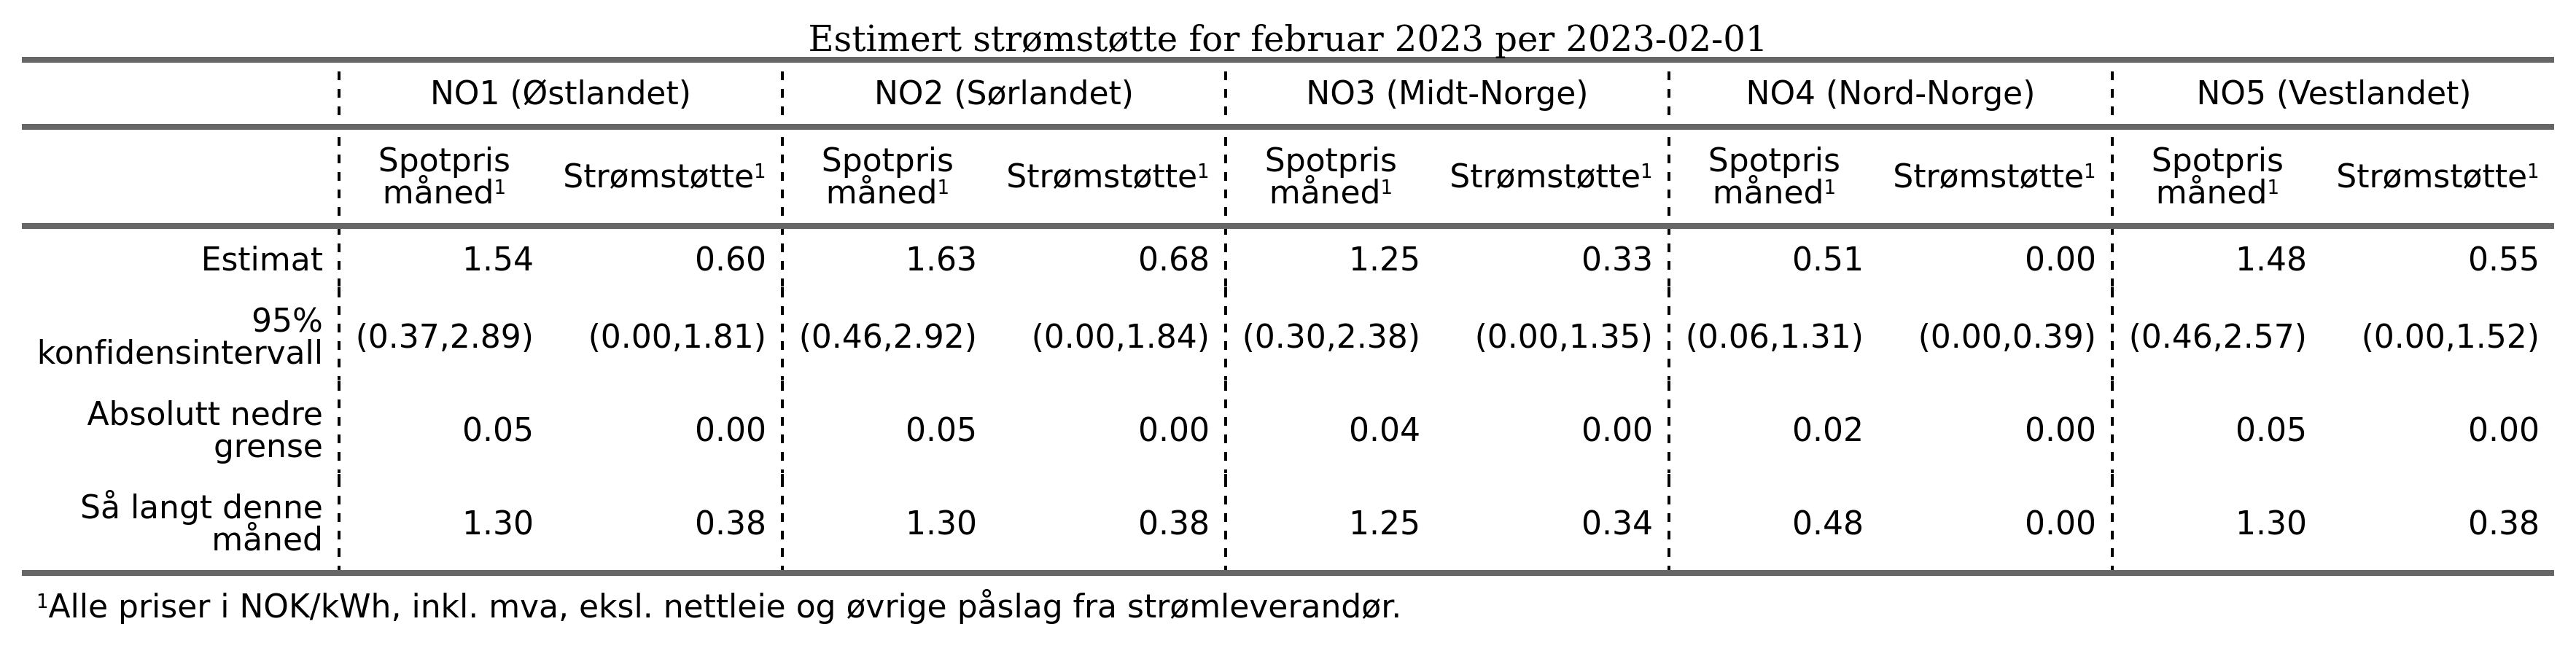 Estimert strømstøtte for februar 2023 per 2023-02-01
NO1 (Østlandet) NO2 (Sørlandet) NO3 (Midt-Norge) NO4 (Nord-Norge) NO5 (Vestlandet)
Spotpris måned¹ Strømstøtte¹ Spotpris måned¹ Strømstøtte¹ Spotpris måned¹ Strømstøtte¹ Spotpris måned¹ Strømstøtte¹ Spotpris måned¹ Strømstøtte¹
Estimat 1.54 0.60 1.63 0.68 1.25 0.33 0.51 0.00 1.48 0.55
95% konfidensintervall (0.37,2.89) (0.00,1.81) (0.46,2.92) (0.00,1.84) (0.30,2.38) (0.00,1.35) (0.06,1.31) (0.00,0.39) (0.46,2.57) (0.00,1.52)
Absolutt nedre grense 0.05 0.00 0.05 0.00 0.04 0.00 0.02 0.00 0.05 0.00
Så langt denne måned 1.30 0.38 1.30 0.38 1.25 0.34 0.48 0.00 1.30 0.38
¹Alle priser i NOK/kWh, inkl. mva, eksl. nettleie og øvrige påslag fra strømleverandør.